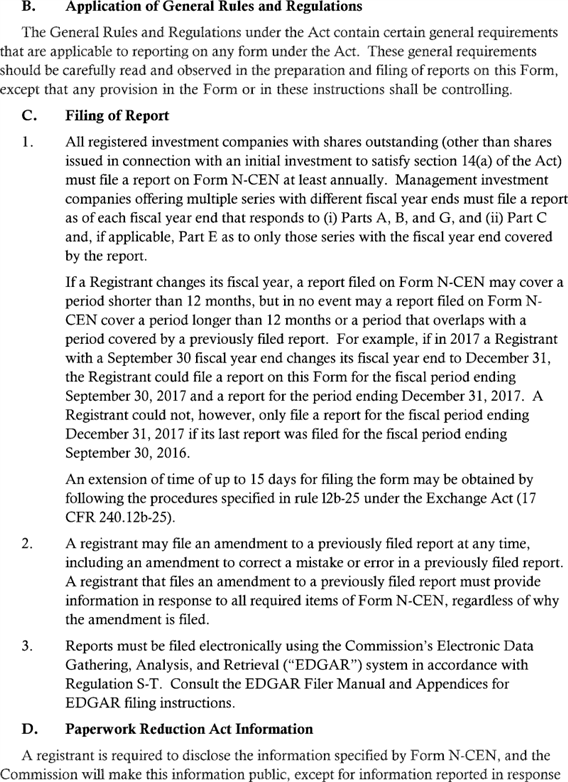 B. Application of General Rules and Regulations
The General Rules and Regulations under the Act contain certain general requirements
that are applicable to reporting on any form under the Act. These general requirements
should be carefully read and observed in the preparation and filing of reports on this Form,
except that any provision in the Form or in these instructions shall be controlling.
C. Filing of Report
1. All registered investment companies with shares outstanding (other than shares
issued in connection with an initial investment to satisfy section 14(a) of the Act)
must file a report on Form N-CEN at least annually. Management investment
companies offering multiple series with different fiscal year ends must file a report
as of each fiscal year end that responds to (i) Parts A, B, and G, and (ii) Part C
and, if applicable, Part E as to only those series with the fiscal year end covered
by the report.
If a Registrant changes its fiscal year, a report filed on Form N-CEN may cover a
period shorter than 12 months, but in no event may a report filed on Form N-
CEN cover a period longer than 12 months or a period that overlaps with a
period covered by a previously filed report. For example, if in 2017 a Registrant
with a September 30 fiscal year end changes its fiscal year end to December 31,
the Registrant could file a report on this Form for the fiscal period ending
September 30, 2017 and a report for the period ending December 31, 2017. A
Registrant could not, however, only file a report for the fiscal period ending
December 31, 2017 if its last report was filed for the fiscal period ending
September 30, 2016.
An extension of time of up to 15 days for filing the form may be obtained by
following the procedures specified in rule 12b-25 under the Exchange Act (17
CFR 240.12b-25).
2. A registrant may file an amendment to a previously filed report at any time,
including an amendment to correct a mistake or error in a previously filed report.
A registrant that files an amendment to a previously filed report must provide
information in response to all required items of Form N-CEN, regardless of why
the amendment is filed.
3. Reports must be filed electronically using the Commission's Electronic Data
Gathering, Analysis, and Retrieval ("EDGAR") system in accordance with
Regulation S-T. Consult the EDGAR Filer Manual and Appendices for
EDGAR filing instructions.
D. Paperwork Reduction Act Information
A registrant is required to disclose the information specified by Form N-CEN, and the
Commission will make this information public, except for information reported in response